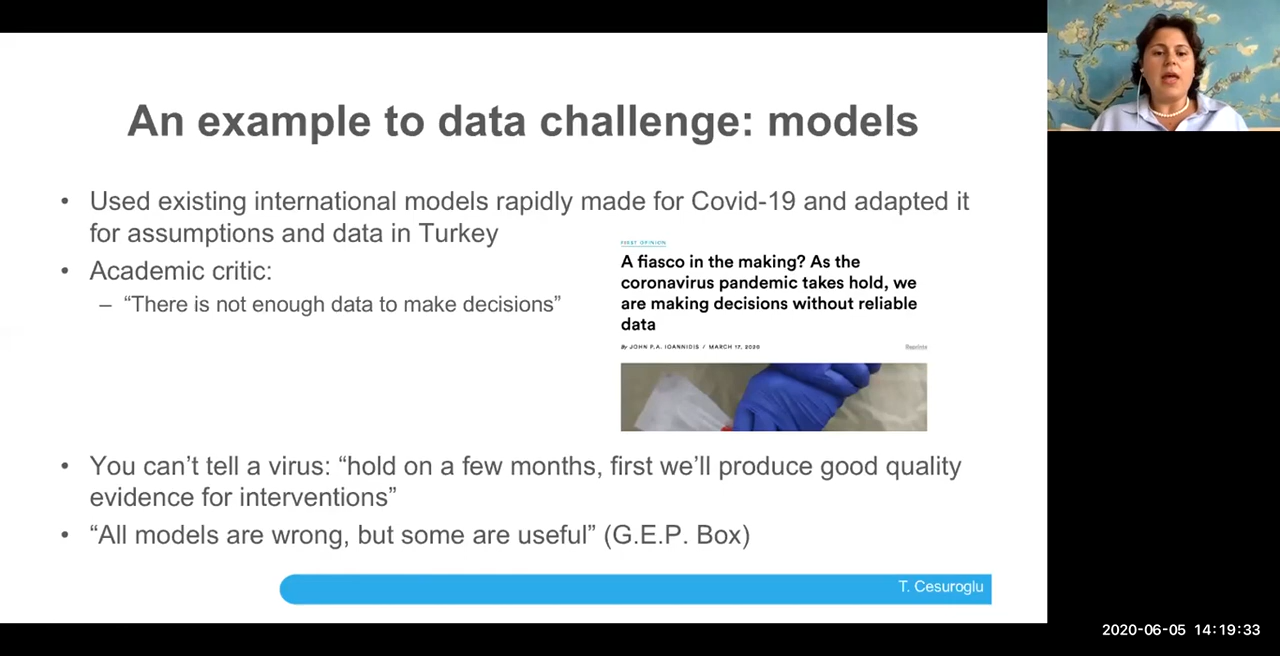 An example to data challenge: models
• Used existing international models rapidly made for Covid-19 and adapted it
for assumptions and data in Turkey
• Academic critic:
– “There is not enough data to make decisions”
FIRST OPINION
A fiasco in the making? As the
coronavirus pandemic takes hold, we
are making decisions without reliable
data
By JOHN P.A. IOANNIDIS / MARCH 17, 2020
Reprints
• You can’t tell a virus: “hold on a few months, first we’ll produce good quality
evidence for interventions”
• “All models are wrong, but some are useful” (G.E.P. Box)
T. Cesuroglu
2020-06-05 14:19:33